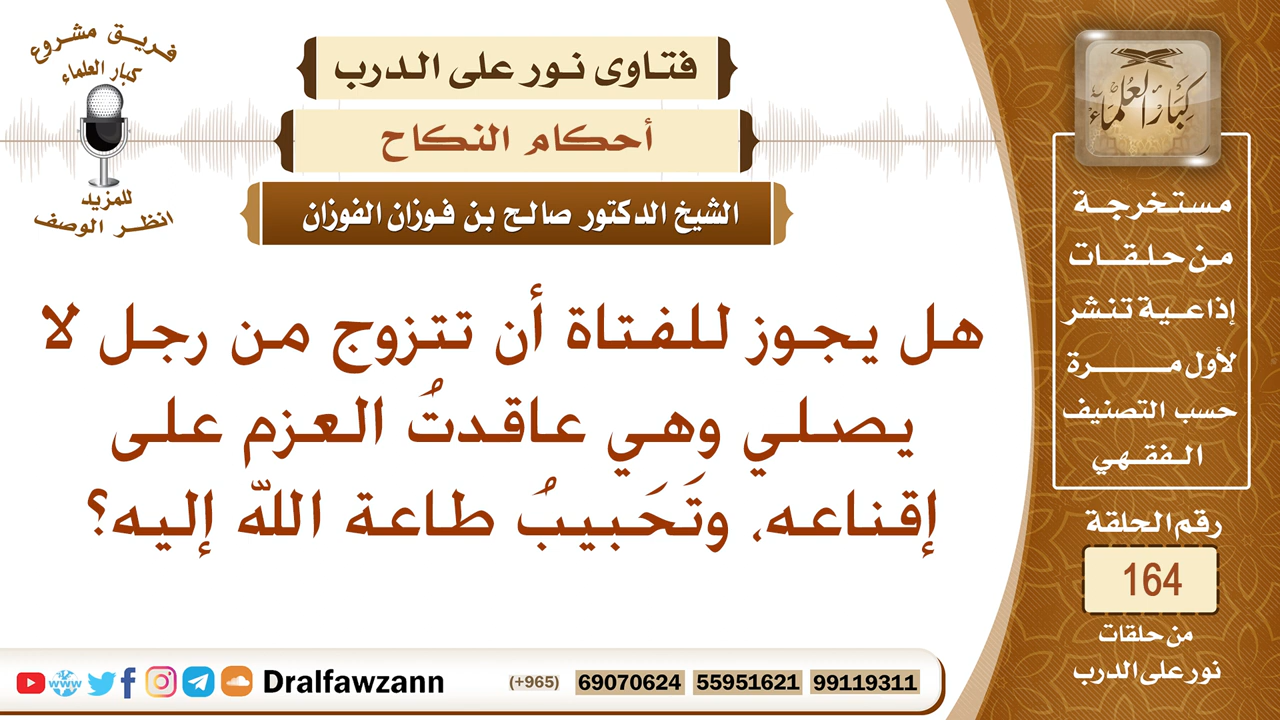 فريق مشروع
كبار العلماء
للمزيد
انظر الوصف
فتاوى نور على الدرب
أحكام النكاح
الشيخ الدكتور صالح بن فوزان الفوزان
هل يجوز للفتاة أن تتزوج من رجل لا
يصلي وهي عاقدتُ العزم على
إقناعه، وتَحَبيبُ طاعة الله إليه؟
كبار العلماء
مستخرجة
من حلقات
إذاعية تنشر
لأول مرة
حسب التصنيف
الفقهي
رقم الحلقة
164
من حلقات
نور على الدرب
www Dralfawzann (+965) 69070624 55951621 99119311